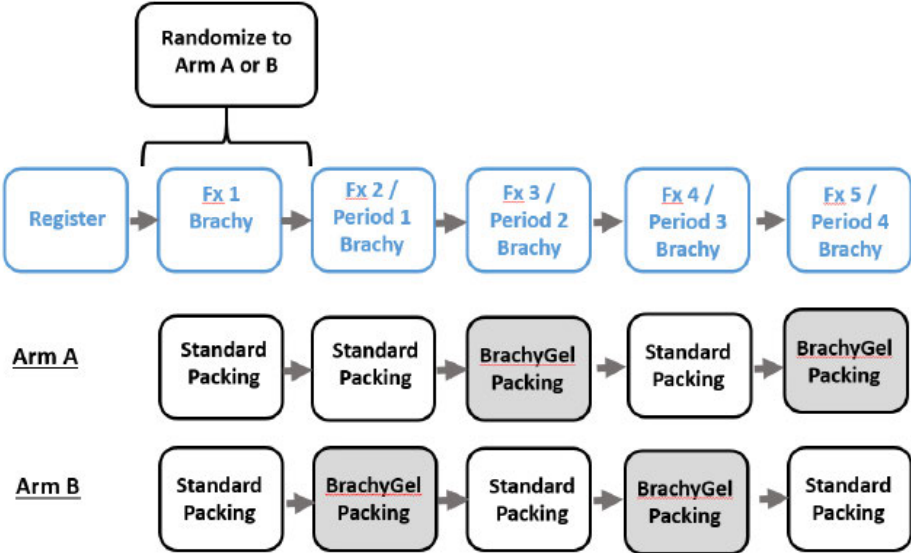 Randomize to
Arm A or B
Register
Fx 1
Brachy
Fx 2 /
Period 1
Brachy
Fx 3 /
Period 2
Brachy
Fx 4 /
Period 3
Brachy
Fx 5 /
Period 4
Brachy
Arm A
Standard
Packing
Standard
Packing
BrachyGel
Packing
Standard
Packing
BrachyGel
Packing
Arm B
Standard
Packing
BrachyGel
Packing
Standard
Packing
BrachyGel
Packing
Standard
Packing